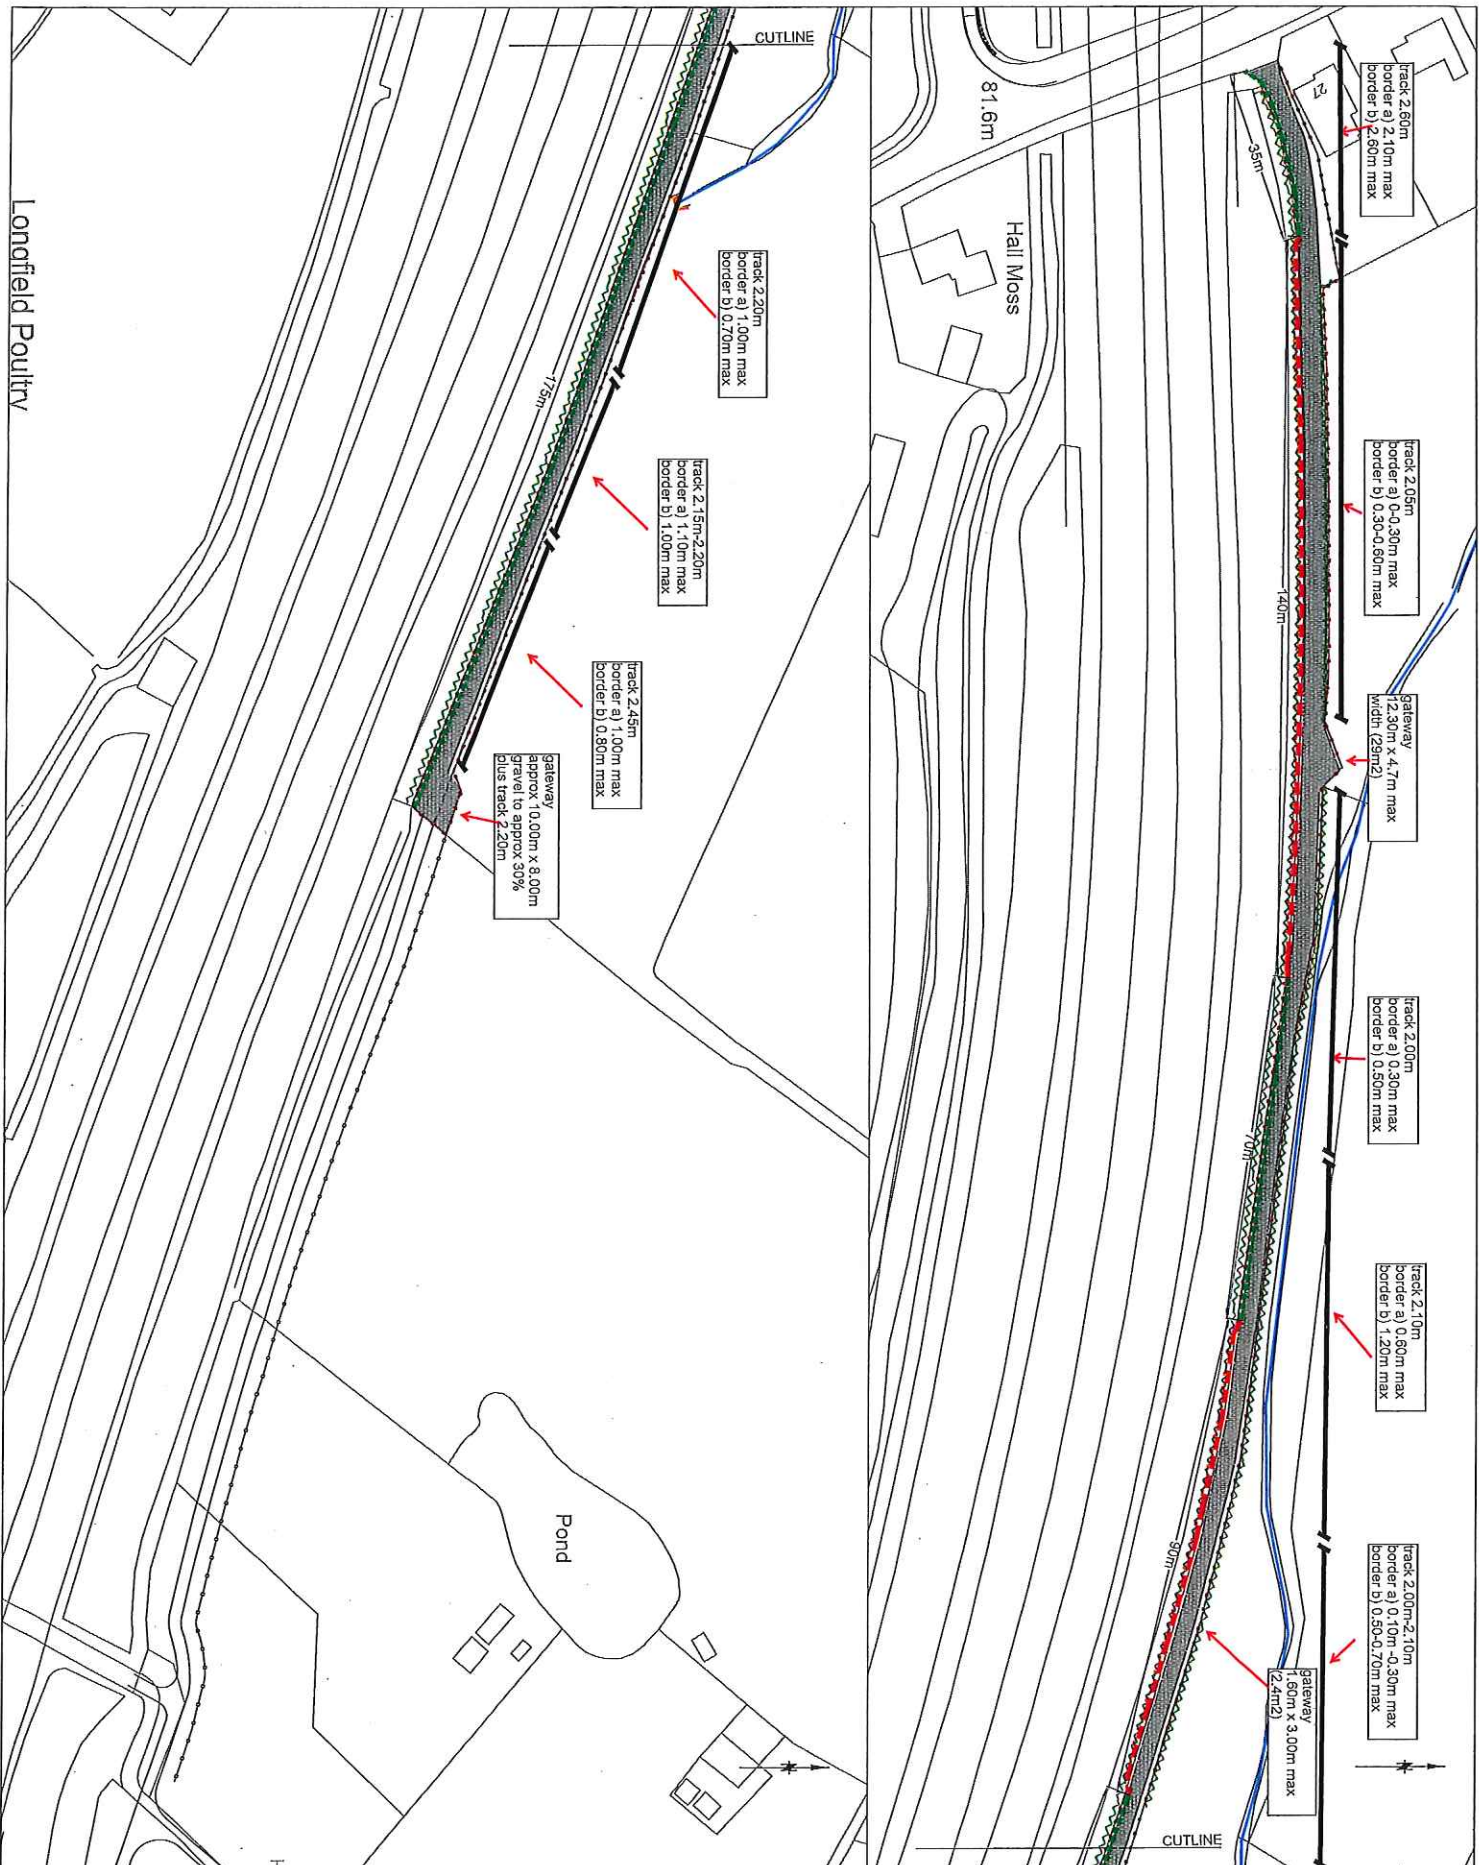 track 2.60m
border a) 2.10m max
border b) 2.60m max
27
35m
81.6m
Hall Moss
track 2.05m
border a) 0-0.30m max
border b) 0.30-0.60m max
140m
gateway
12.30m x 4.7m max
width (29m2)
track 2.00m
border a) 0.30m max
border b) 0.50m max
70m
track 2.10m
border a) 0.60m max
border b) 1.20m max
90m
track 2.00m-2.10m
border a) 0.10m -0.30m max
border b) 0.50-0.70m max
gateway
1.60m x 3.00m max
(2.4m2)
CUTLINE
CUTLINE
track 2.20m
border a) 1.00m max
border b) 0.70m max
175m
track 2.15m-2.20m
border a) 1.10m max
border b) 1.00m max
track 2.45m
border a) 1.00m max
border b) 0.80m max
gateway
approx 10.00m x 8.00m
gravel to approx 30%
plus track 2.20m
Longfield Poultry
Pond